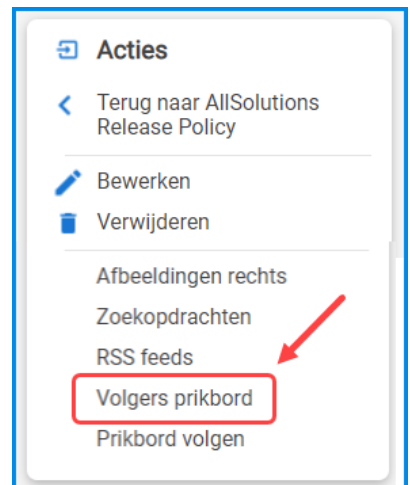 Acties
Terug naar AllSolutions
Release Policy
Bewerken
Verwijderen
Afbeeldingen rechts
Zoekopdrachten
RSS feeds
Volgers prikbord
Prikbord volgen